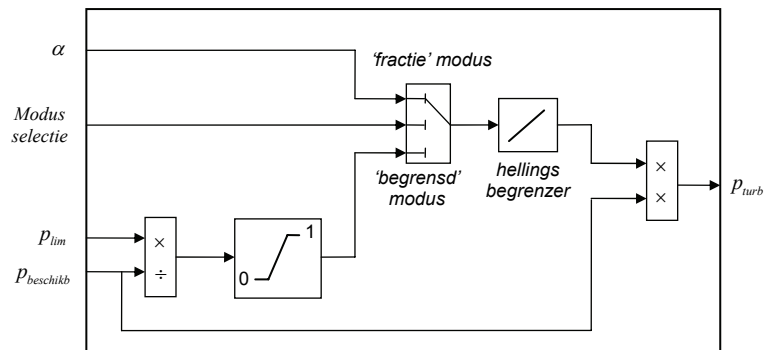 α
'fractie' modus
Modus
selectie
'begrensd'
modus
hellings
begrenzer
×
×
p_turb
p_lim
p_beschikb
×
÷
1
0